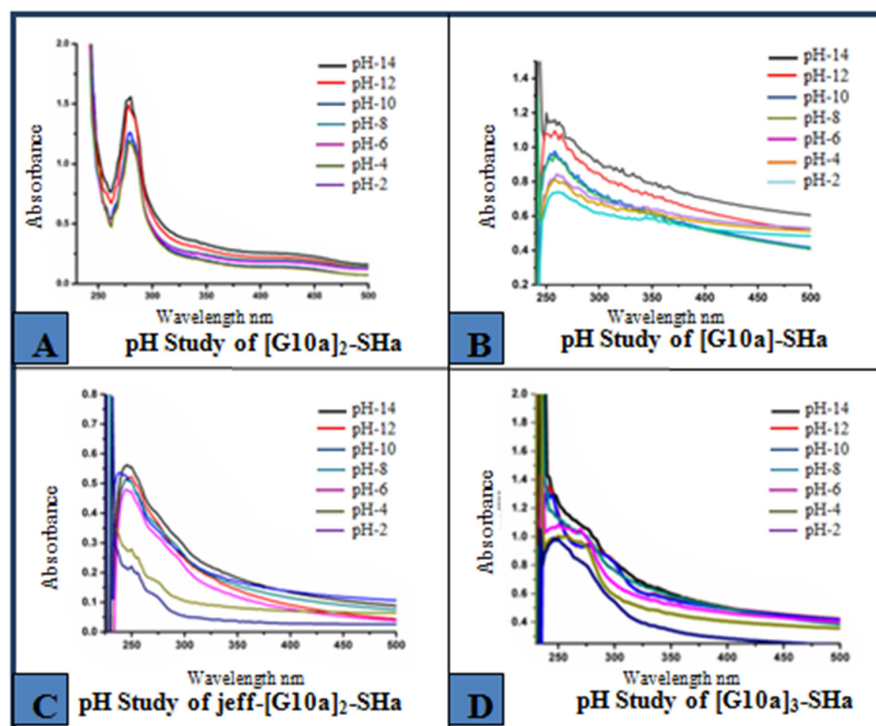 2.0
1.5
1.0
0.5
0.0
250
300
350
400
450
500
Absorbance
Wavelength nm
pH-14
pH-12
pH-10
pH-8
pH-6
pH-4
pH-2
A
pH Study of [G10a]₂-SHa
1.4
1.2
1.0
0.8
0.6
0.4
0.2
250
300
350
400
450
500
Absorbance
Wavelength nm
pH-14
pH-12
pH-10
pH-8
pH-6
pH-4
pH-2
B
pH Study of [G10a]-SHa
0.8
0.7
0.6
0.5
0.4
0.3
0.2
0.1
0.0
250
300
350
400
450
500
Absorbance
Wavelength nm
pH-14
pH-12
pH-10
pH-8
pH-6
pH-4
pH-2
C
pH Study of jeff-[G10a]₂-SHa
2.0
1.8
1.6
1.4
1.2
1.0
0.8
0.6
0.4
250
300
350
400
450
500
Absorbance
Wavelength nm
pH-14
pH-12
pH-10
pH-8
pH-6
pH-4
pH-2
D
pH Study of [G10a]₃-SHa